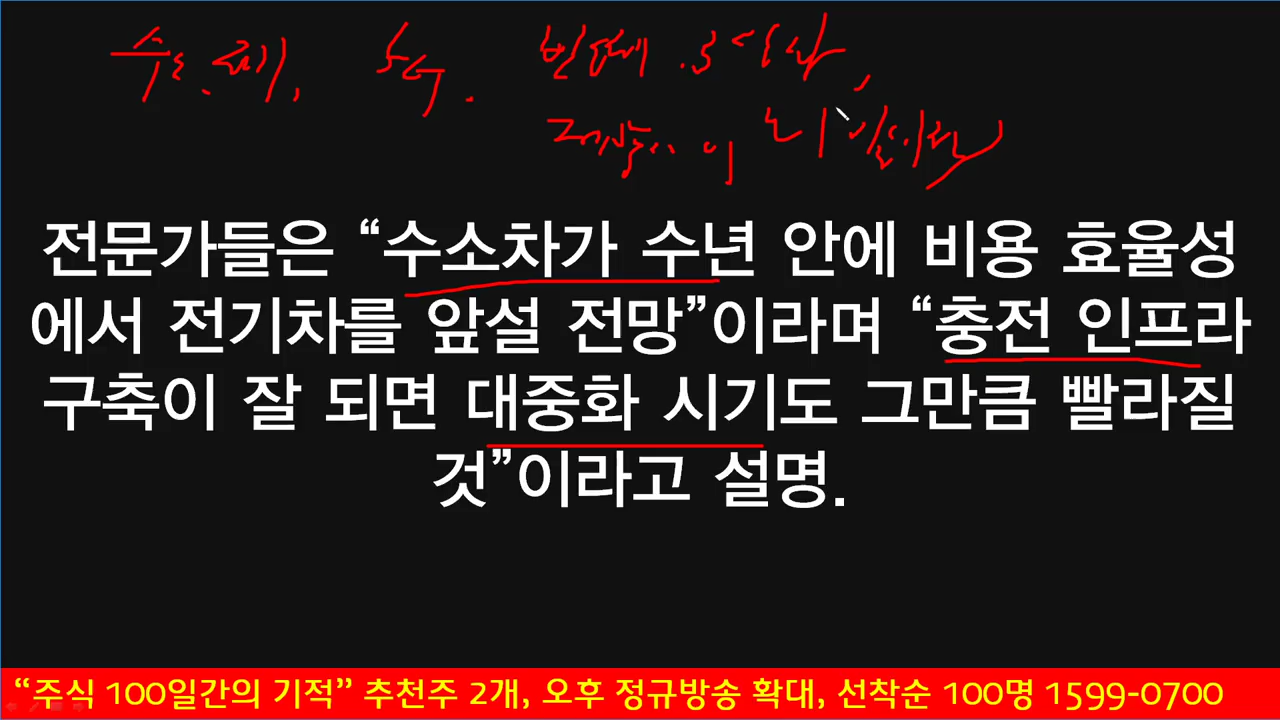 전문가들은 “수소차가 수년 안에 비용 효율성
에서 전기차를 앞설 전망”이라며 “충전 인프라
구축이 잘 되면 대중화 시기도 그만큼 빨라질
것”이라고 설명.
“주식 100일간의 기적” 추천주 2개, 오후 정규방송 확대, 선착순 100명 1599-0700